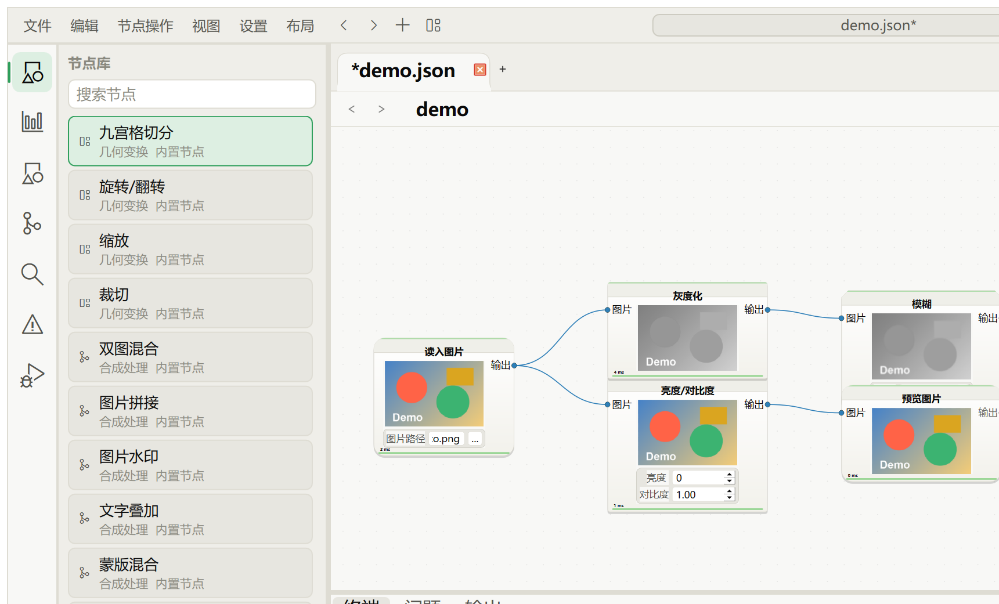 文件 编辑 节点操作 视图 设置 布局
demo.json*
节点库
搜索节点
九宫格切分
几何变换 内置节点
旋转/翻转
几何变换 内置节点
缩放
几何变换 内置节点
裁切
几何变换 内置节点
双图混合
合成处理 内置节点
图片拼接
合成处理 内置节点
图片水印
合成处理 内置节点
文字叠加
合成处理 内置节点
蒙版混合
合成处理 内置节点
*demo.json
demo
读入图片
输出
Demo
图片路径 :o.png ...
2 ms
灰度化
图片 输出
Demo
4 ms
亮度/对比度
图片 输出
Demo
亮度 0
对比度 1.00
1 ms
模糊
图片 输出
Demo
预览图片
图片 输出
Demo
0 ms
终端 问题 输出